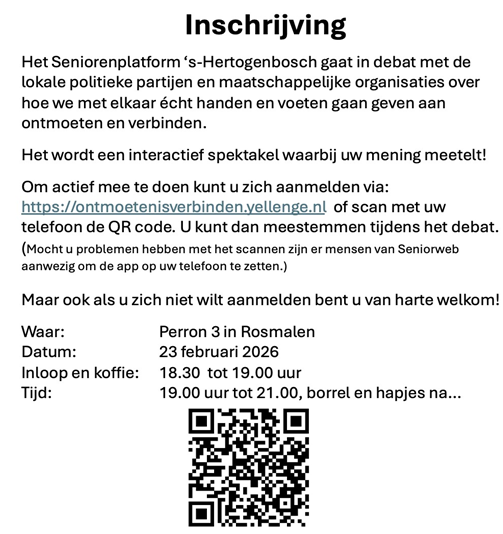 Inschrijving
Het Seniorenplatform ‘s-Hertogenbosch gaat in debat met de
lokale politieke partijen en maatschappelijke organisaties over
hoe we met elkaar écht handen en voeten gaan geven aan
ontmoeten en verbinden.
Het wordt een interactief spektakel waarbij uw mening meetelt!
Om actief mee te doen kunt u zich aanmelden via:
https://ontmoetenisverbinden.yellenge.nl of scan met uw
telefoon de QR code. U kunt dan meestemmen tijdens het debat.
(Mocht u problemen hebben met het scannen zijn er mensen van Seniorweb
aanwezig om de app op uw telefoon te zetten.)
Maar ook als u zich niet wilt aanmelden bent u van harte welkom!
Waar: Perron 3 in Rosmalen
Datum: 23 februari 2026
Inloop en koffie: 18.30 tot 19.00 uur
Tijd: 19.00 uur tot 21.00, borrel en hapjes na...